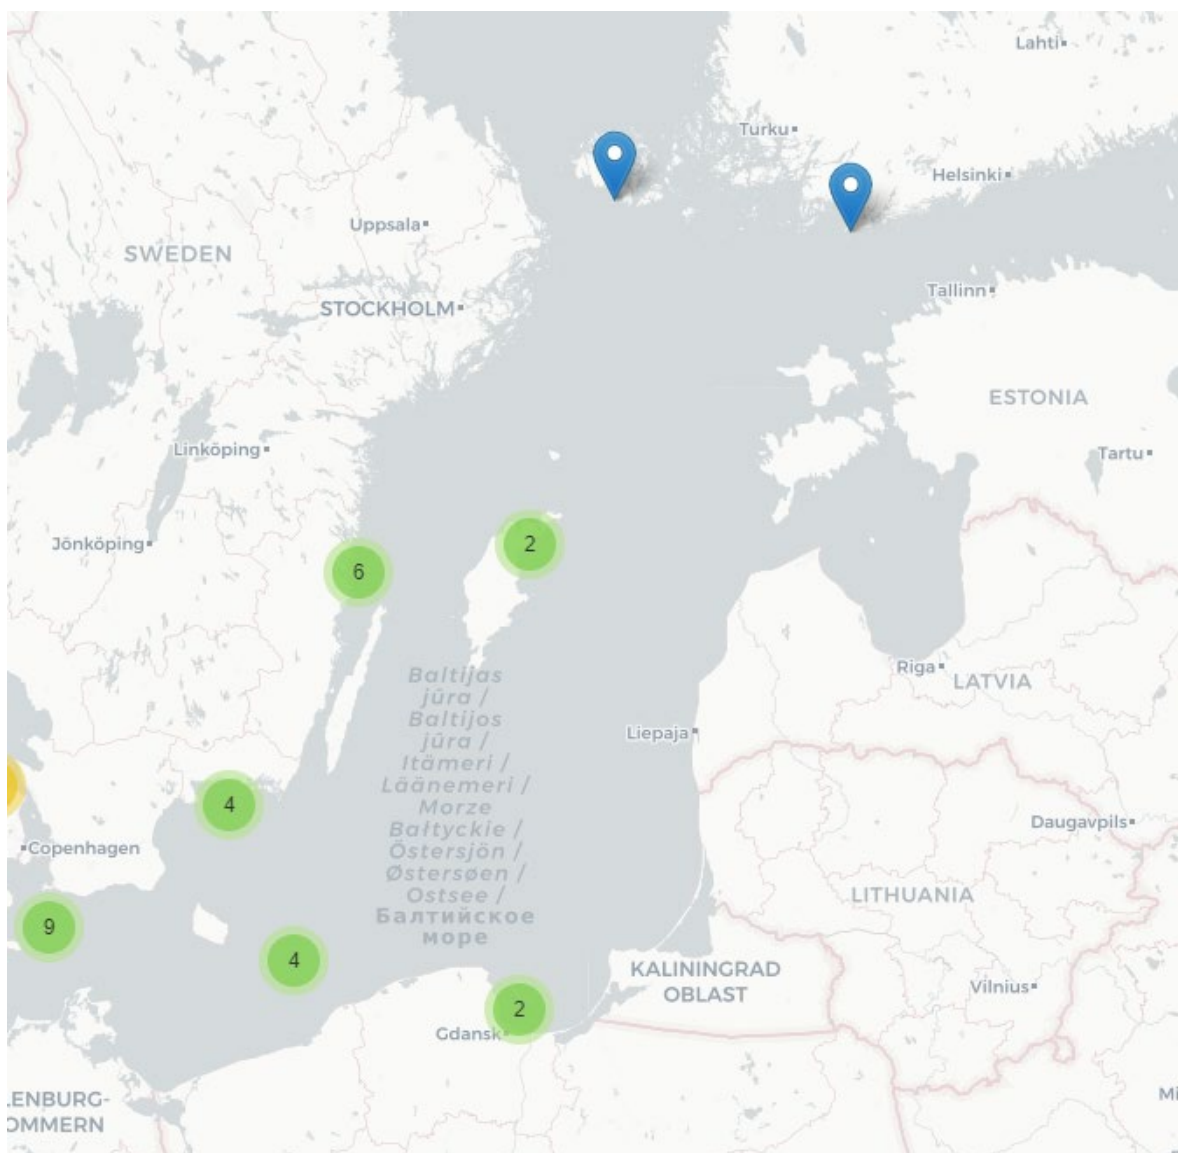 Lahti
Turku
Helsinki
Uppsala
SWEDEN
Tallinn
STOCKHOLM
ESTONIA
Linköping
Tartu
Jönköping
2
6
Riga
LATVIA
Baltijas
jūra /
Baltijos
jūra /
Itämeri /
Läänemeri /
Morze
Bałtyckie /
Östersjön /
Østersøen /
Ostsee /
Балтийское
море
Liepaja
4
Daugavpils
Copenhagen
LITHUANIA
9
4
KALININGRAD
OBLAST
Vilnius
2
Gdansk
LENBURG-
OMMERN
Mi